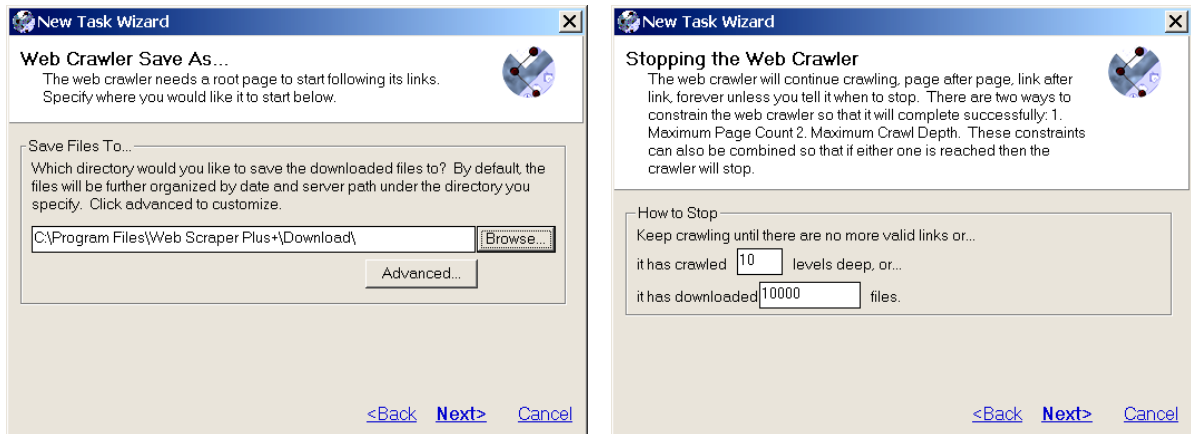 New Task Wizard
Web Crawler Save As...
The web crawler needs a root page to start following its links.
Specify where you would like it to start below.
Save Files To...
Which directory would you like to save the downloaded files to? By default, the
files will be further organized by date and server path under the directory you
specify. Click advanced to customize.
C:\Program Files\Web Scraper Plus+\Download\
Browse...
Advanced...
<Back Next> Cancel
New Task Wizard
Stopping the Web Crawler
The web crawler will continue crawling, page after page, link after
link, forever unless you tell it when to stop. There are two ways to
constrain the web crawler so that it will complete successfully: 1.
Maximum Page Count 2. Maximum Crawl Depth. These constraints
can also be combined so that if either one is reached then the
crawler will stop.
How to Stop
Keep crawling until there are no more valid links or...
it has crawled 10 levels deep, or...
it has downloaded 10000 files.
<Back Next> Cancel